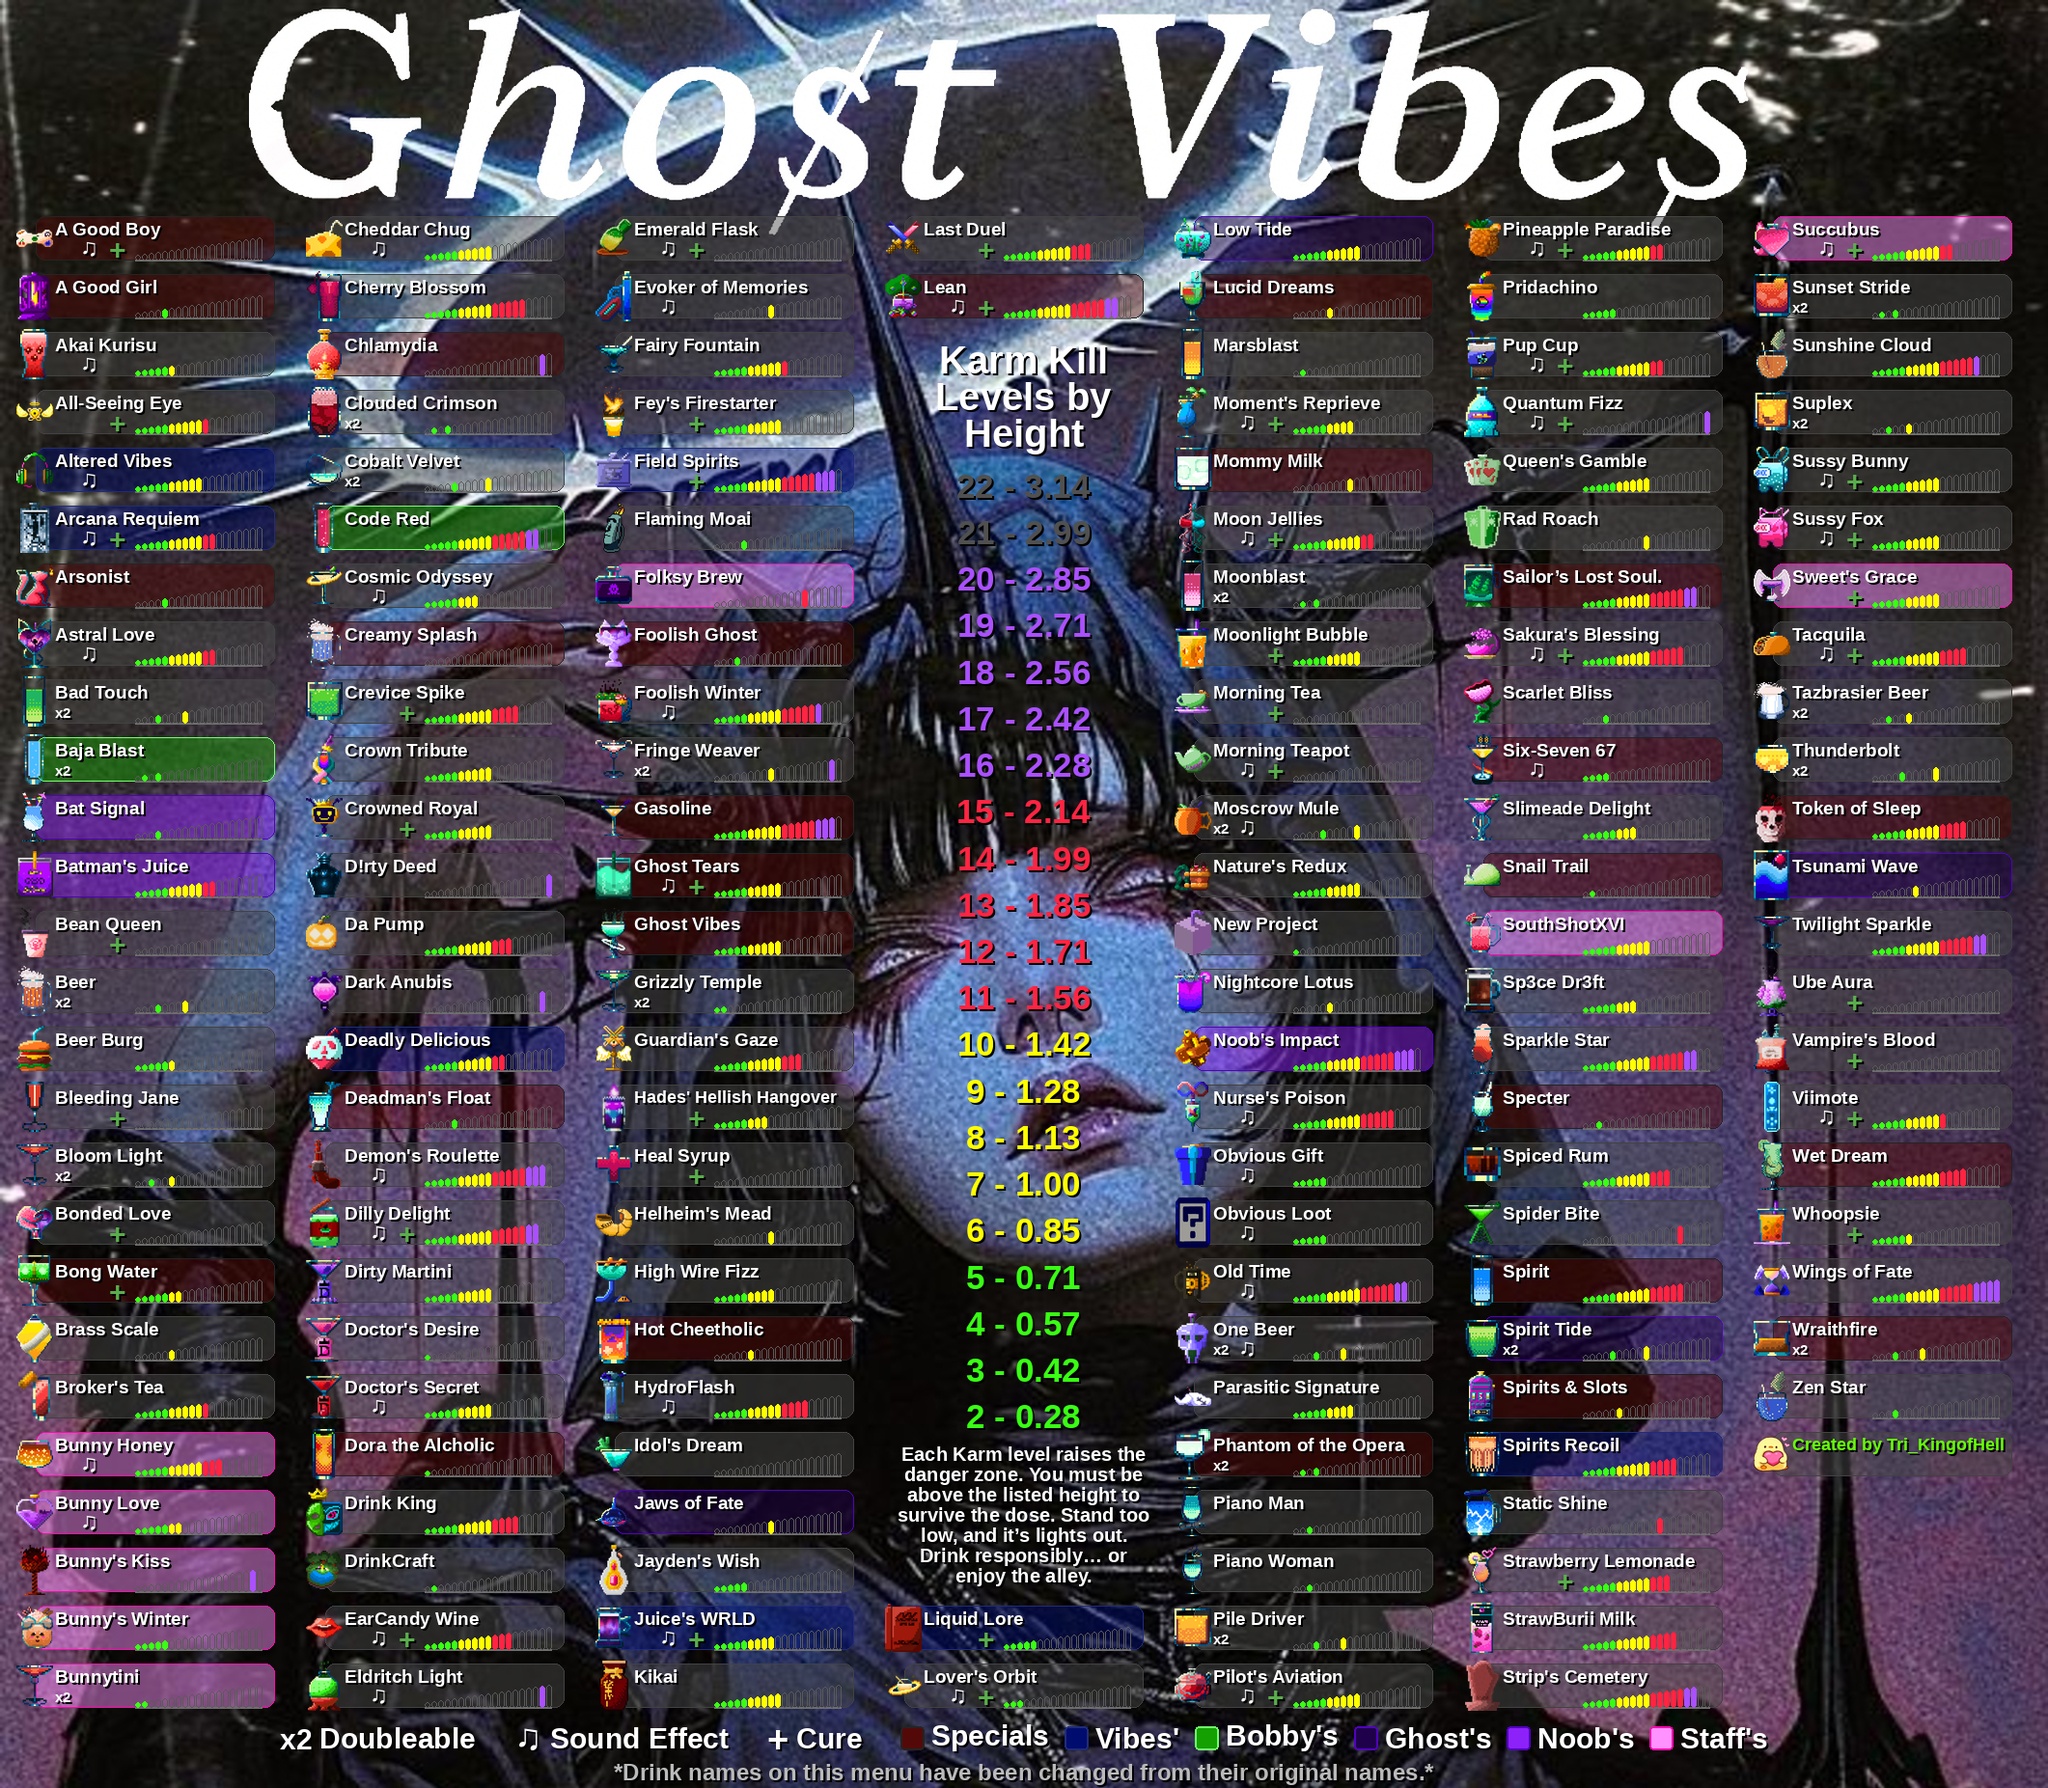 Ghost Vibes
A Good Boy
♫ +
A Good Girl
Akai Kurisu
♫
All-Seeing Eye
+
Altered Vibes
♫
Arcana Requiem
♫ +
Arsonist
Astral Love
♫
Bad Touch
x2
Baja Blast
x2
Bat Signal
Batman's Juice
Bean Queen
+
Beer
x2
Beer Burg
Bleeding Jane
+
Bloom Light
x2
Bonded Love
+
Bong Water
+
Brass Scale
Broker's Tea
Bunny Honey
♫
Bunny Love
♫
Bunny's Kiss
Bunny's Winter
Bunnytini
x2
Cheddar Chug
♫
Cherry Blossom
Chlamydia
Clouded Crimson
x2
Cobalt Velvet
x2
Code Red
Cosmic Odyssey
♫
Creamy Splash
Crevice Spike
+
Crown Tribute
Crowned Royal
+
D!rty Deed
Da Pump
Dark Anubis
Deadly Delicious
Deadman's Float
Demon's Roulette
♫
Dilly Delight
♫ +
Dirty Martini
Doctor's Desire
Doctor's Secret
♫
Dora the Alcholic
Drink King
DrinkCraft
EarCandy Wine
♫ +
Eldritch Light
♫
Emerald Flask
♫ +
Evoker of Memories
♫
Fairy Fountain
Fey's Firestarter
+
Field Spirits
+
Flaming Moai
Folksy Brew
Foolish Ghost
Foolish Winter
♫
Fringe Weaver
x2
Gasoline
Ghost Tears
♫ +
Ghost Vibes
Grizzly Temple
x2
Guardian's Gaze
Hades' Hellish Hangover
+
Heal Syrup
+
Helheim's Mead
High Wire Fizz
Hot Cheetholic
HydroFlash
Idol's Dream
Jaws of Fate
Jayden's Wish
Juice's WRLD
♫ +
Kikai
Last Duel
+
Lean
♫ +
Karm Kill
Levels by
Height
22 - 3.14
21 - 2.99
20 - 2.85
19 - 2.71
18 - 2.56
17 - 2.42
16 - 2.28
15 - 2.14
14 - 1.99
13 - 1.85
12 - 1.71
11 - 1.56
10 - 1.42
9 - 1.28
8 - 1.13
7 - 1.00
6 - 0.85
5 - 0.71
4 - 0.57
3 - 0.42
2 - 0.28
Each Karm level raises the
danger zone. You must be
above the listed height to
survive the dose. Stand too
low, and it's lights out.
Drink responsibly… or
enjoy the alley.
Liquid Lore
+
Lover's Orbit
♫ +
Low Tide
Lucid Dreams
Marsblast
Moment's Reprieve
♫ +
Mommy Milk
Moon Jellies
♫ +
Moonblast
x2
Moonlight Bubble
+
Morning Tea
+
Morning Teapot
♫ +
Moscrow Mule
x2 ♫
Nature's Redux
New Project
Nightcore Lotus
Noob's Impact
Nurse's Poison
♫
Obvious Gift
♫
Obvious Loot
♫
Old Time
♫
One Beer
x2 ♫
Parasitic Signature
Phantom of the Opera
x2
Piano Man
Piano Woman
Pile Driver
x2
Pilot's Aviation
♫ +
Pineapple Paradise
♫ +
Pridachino
Pup Cup
♫ +
Quantum Fizz
♫ +
Queen's Gamble
Rad Roach
Sailor's Lost Soul.
Sakura's Blessing
♫ +
Scarlet Bliss
Six-Seven 67
♫
Slimeade Delight
Snail Trail
SouthShotXVI
Sp3ce Dr3ft
Sparkle Star
Specter
Spiced Rum
Spider Bite
Spirit
Spirit Tide
x2
Spirits & Slots
Spirits Recoil
Static Shine
Strawberry Lemonade
+
StrawBurii Milk
Strip's Cemetery
Succubus
♫ +
Sunset Stride
x2
Sunshine Cloud
Suplex
x2
Sussy Bunny
♫ +
Sussy Fox
♫ +
Sweet's Grace
+
Tacquila
♫ +
Tazbrasier Beer
x2
Thunderbolt
x2
Token of Sleep
Tsunami Wave
Twilight Sparkle
Ube Aura
+
Vampire's Blood
+
Viimote
♫ +
Wet Dream
Whoopsie
+
Wings of Fate
Wraithfire
x2
Zen Star
Created by Tri_KingofHell
x2 Doubleable ♫ Sound Effect + Cure Specials Vibes' Bobby's Ghost's Noob's Staff's
*Drink names on this menu have been changed from their original names.*